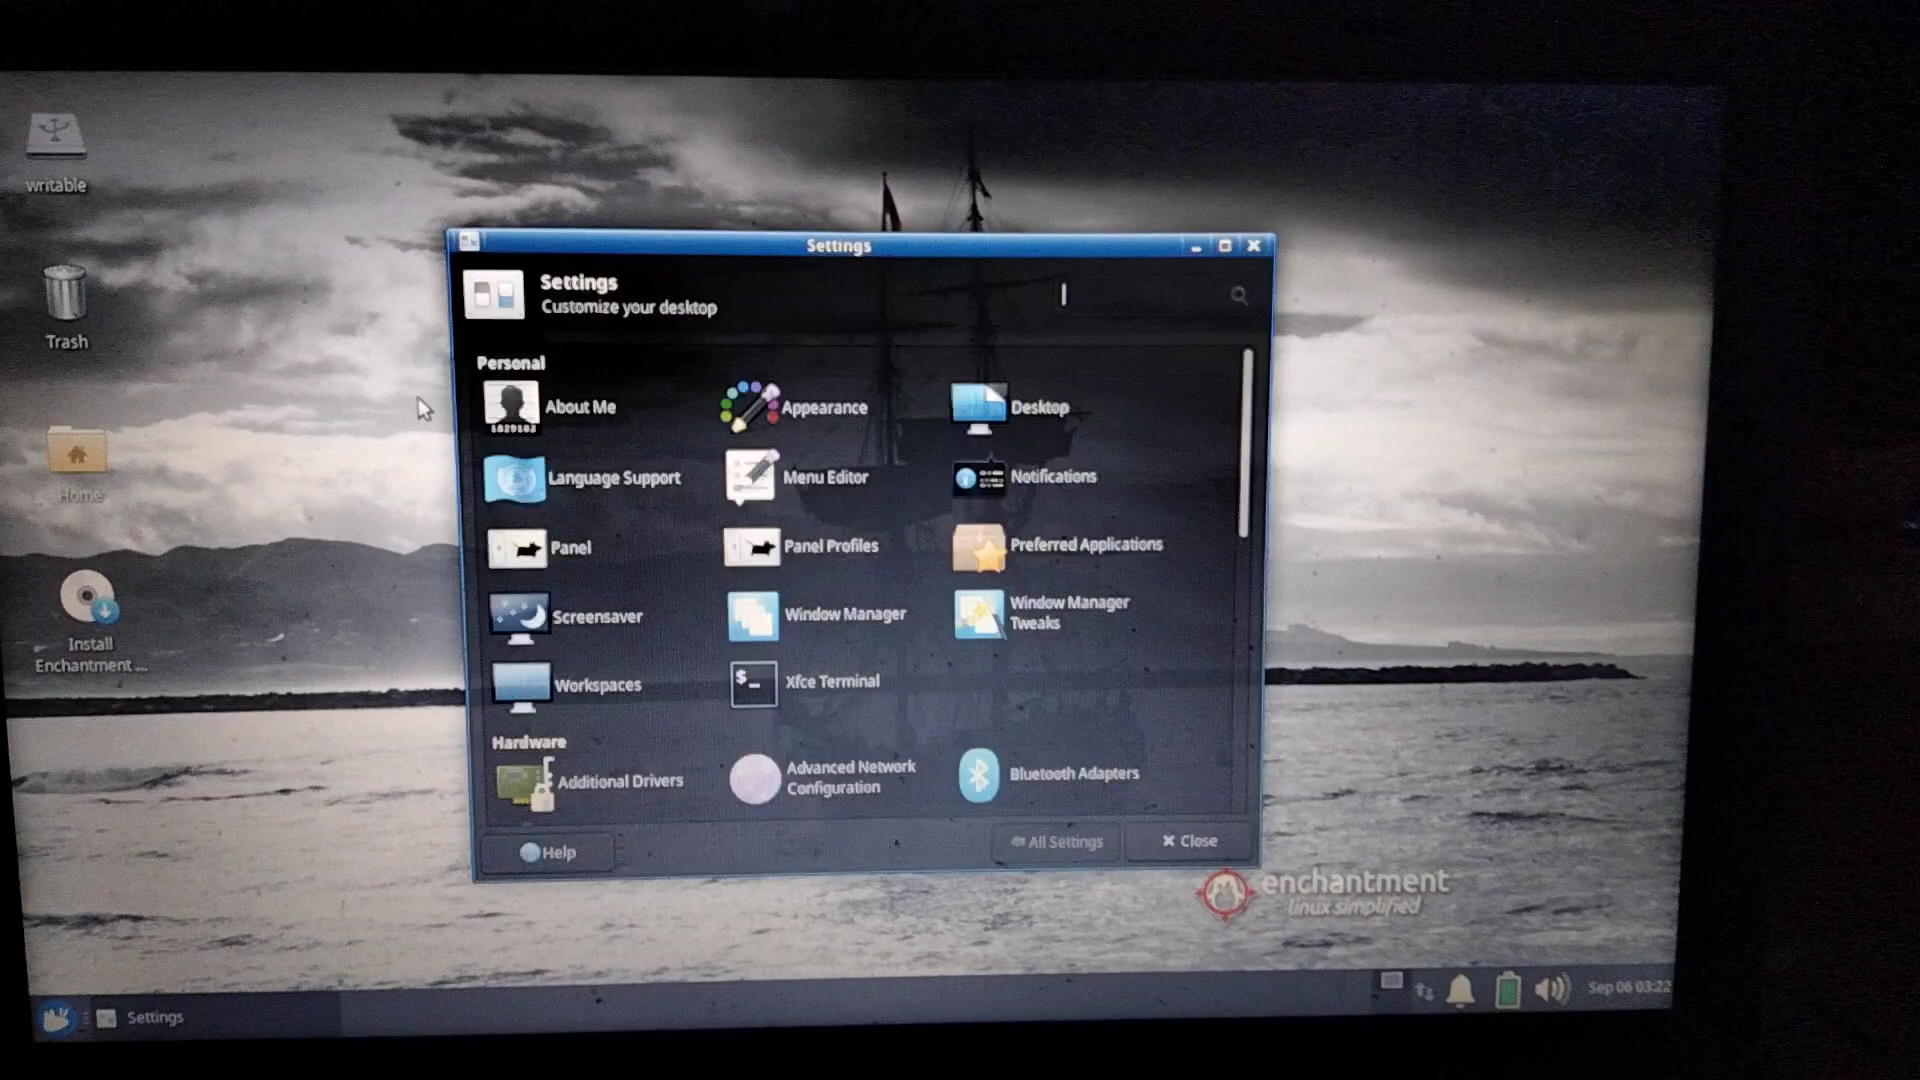 writable
Trash
Home
Install
Enchantment ...
Settings
Settings
Customize your desktop
Personal
About Me
Appearance
Desktop
Language Support
Menu Editor
Notifications
Panel
Panel Profiles
Preferred Applications
Screensaver
Window Manager
Window Manager
Tweaks
Workspaces
$_
Xfce Terminal
Hardware
Additional Drivers
Advanced Network
Configuration
Bluetooth Adapters
Help
All Settings
Close
enchantment
linux simplified
Settings
Sep 06 03:22